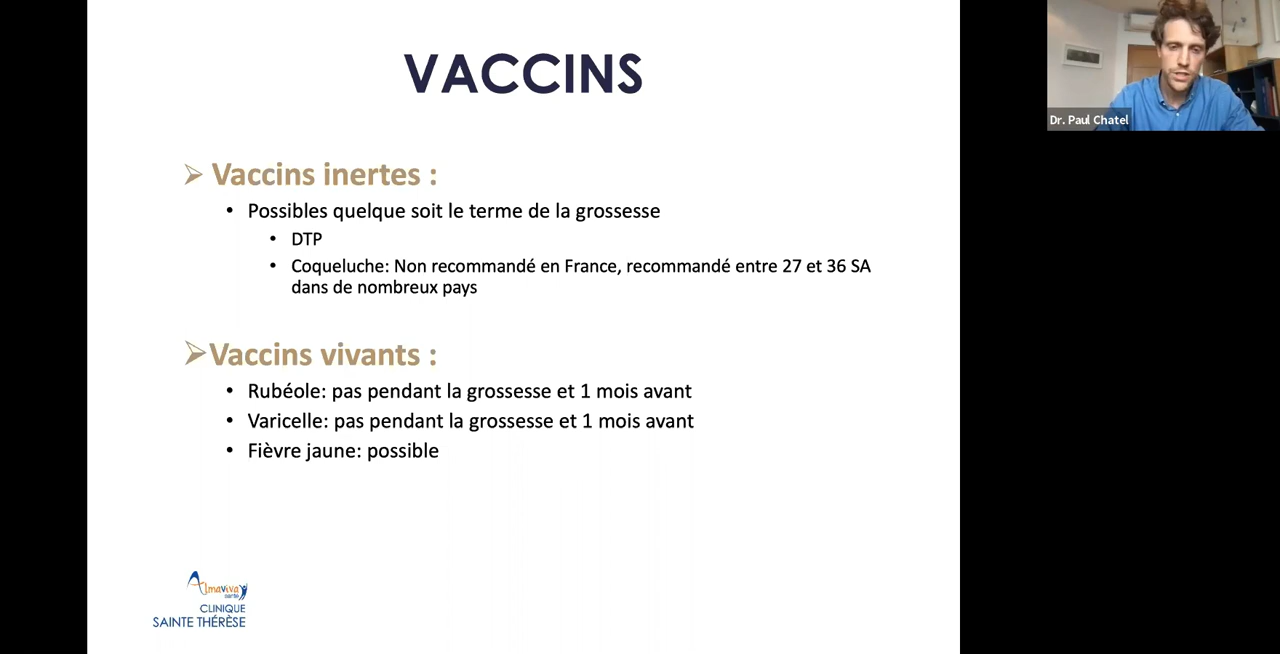 VACCINS
Dr. Paul Chatel
➢ Vaccins inertes :
• Possibles quelque soit le terme de la grossesse
• DTP
• Coqueluche: Non recommandé en France, recommandé entre 27 et 36 SA
dans de nombreux pays
➢ Vaccins vivants :
• Rubéole: pas pendant la grossesse et 1 mois avant
• Varicelle: pas pendant la grossesse et 1 mois avant
• Fièvre jaune: possible
Almaviva
santé
CLINIQUE
SAINTE THÉRÈSE